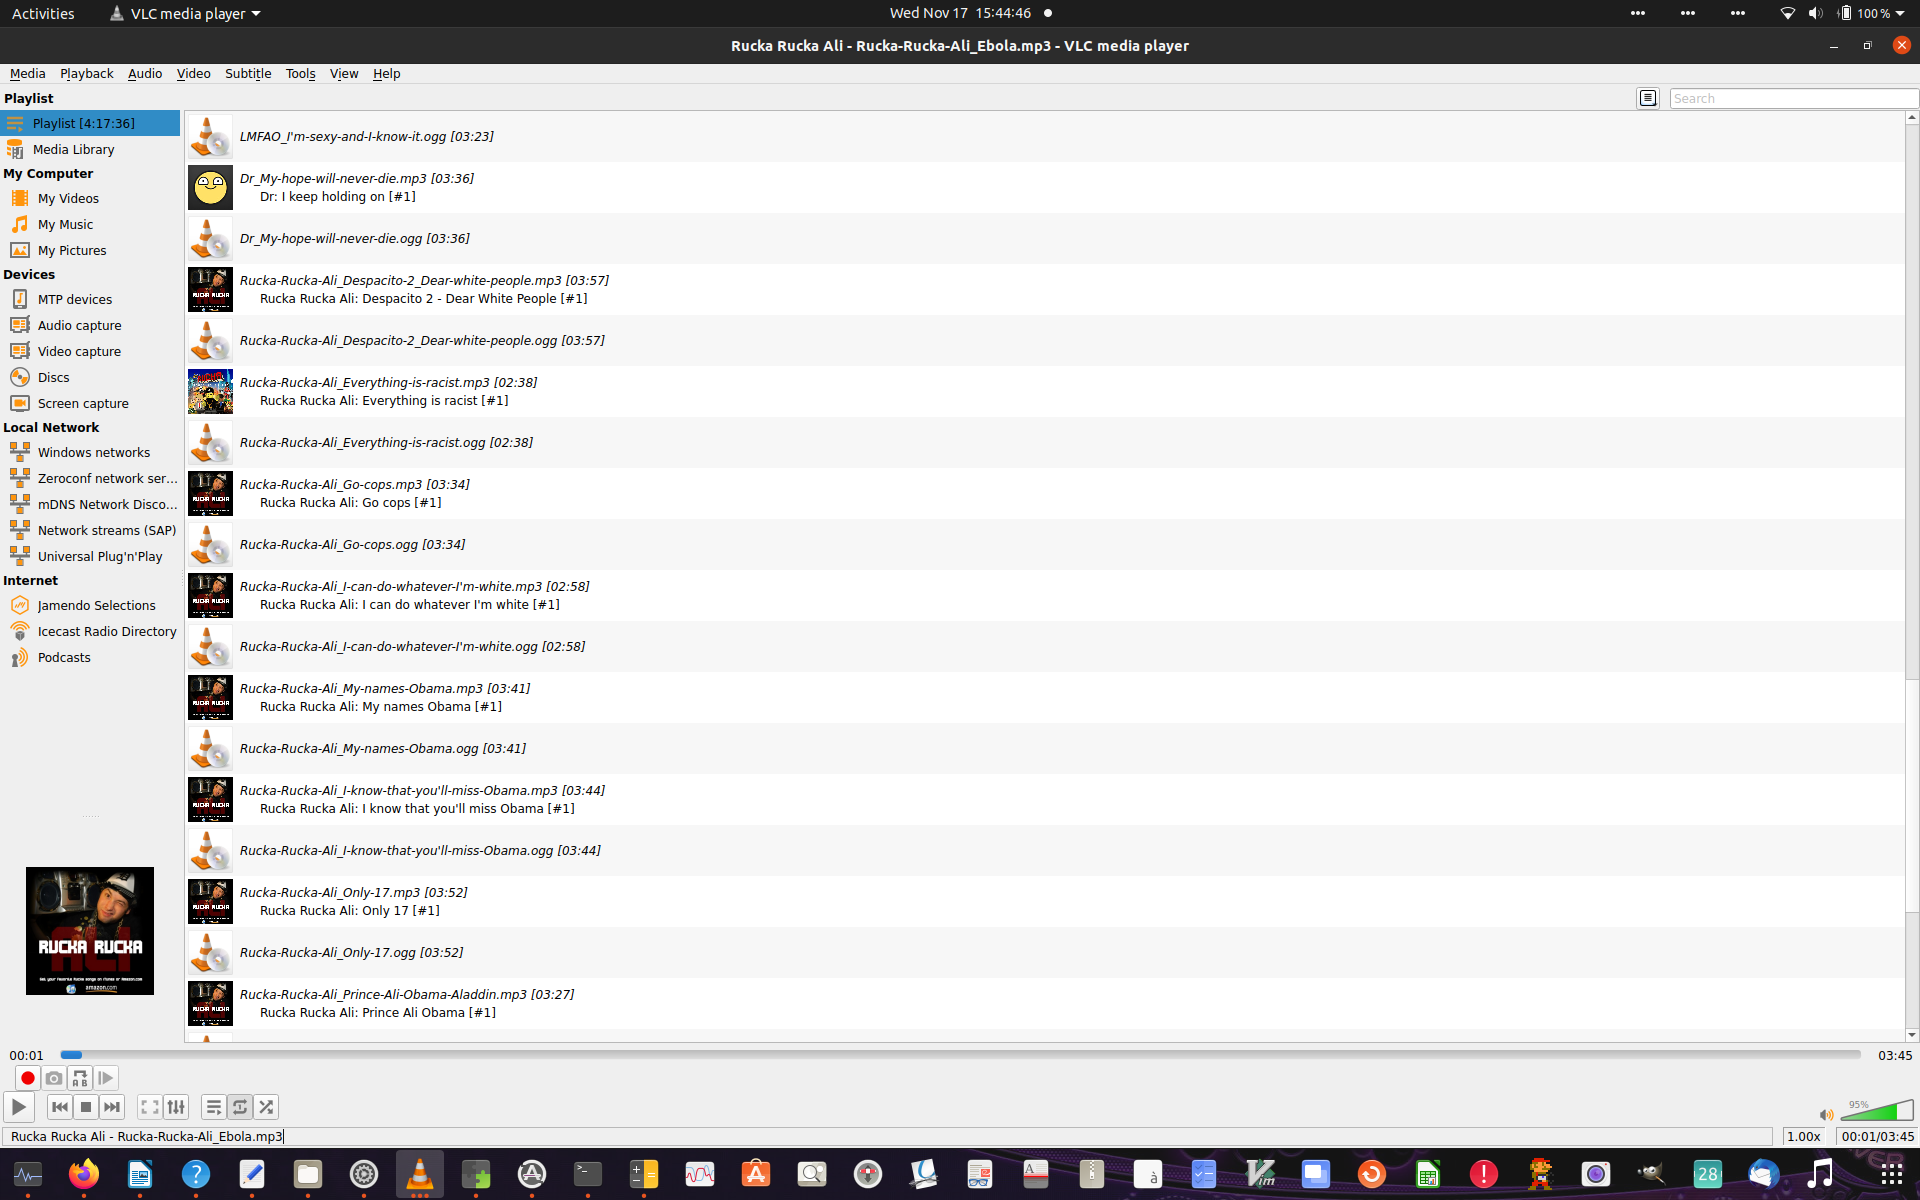 Activities
VLC media player
Wed Nov 17 15:44:46
100 %
Rucka Rucka Ali - Rucka-Rucka-Ali_Ebola.mp3 - VLC media player
Media Playback Audio Video Subtitle Tools View Help
Playlist
Search
Playlist [4:17:36]
Media Library
My Computer
My Videos
My Music
My Pictures
Devices
MTP devices
Audio capture
Video capture
Discs
Screen capture
Local Network
Windows networks
Zeroconf network ser...
mDNS Network Disco...
Network streams (SAP)
Universal Plug'n'Play
Internet
Jamendo Selections
Icecast Radio Directory
Podcasts
LMFAO_I'm-sexy-and-I-know-it.ogg [03:23]
Dr_My-hope-will-never-die.mp3 [03:36]
Dr: I keep holding on [#1]
Dr_My-hope-will-never-die.ogg [03:36]
Rucka-Rucka-Ali_Despacito-2_Dear-white-people.mp3 [03:57]
Rucka Rucka Ali: Despacito 2 - Dear White People [#1]
Rucka-Rucka-Ali_Despacito-2_Dear-white-people.ogg [03:57]
Rucka-Rucka-Ali_Everything-is-racist.mp3 [02:38]
Rucka Rucka Ali: Everything is racist [#1]
Rucka-Rucka-Ali_Everything-is-racist.ogg [02:38]
Rucka-Rucka-Ali_Go-cops.mp3 [03:34]
Rucka Rucka Ali: Go cops [#1]
Rucka-Rucka-Ali_Go-cops.ogg [03:34]
Rucka-Rucka-Ali_I-can-do-whatever-I'm-white.mp3 [02:58]
Rucka Rucka Ali: I can do whatever I'm white [#1]
Rucka-Rucka-Ali_I-can-do-whatever-I'm-white.ogg [02:58]
Rucka-Rucka-Ali_My-names-Obama.mp3 [03:41]
Rucka Rucka Ali: My names Obama [#1]
Rucka-Rucka-Ali_My-names-Obama.ogg [03:41]
Rucka-Rucka-Ali_I-know-that-you'll-miss-Obama.mp3 [03:44]
Rucka Rucka Ali: I know that you'll miss Obama [#1]
Rucka-Rucka-Ali_I-know-that-you'll-miss-Obama.ogg [03:44]
Rucka-Rucka-Ali_Only-17.mp3 [03:52]
Rucka Rucka Ali: Only 17 [#1]
Rucka-Rucka-Ali_Only-17.ogg [03:52]
Rucka-Rucka-Ali_Prince-Ali-Obama-Aladdin.mp3 [03:27]
Rucka Rucka Ali: Prince Ali Obama [#1]
RUCKA RUCKA
ALI
amazon.com
00:01
03:45
95%
Rucka Rucka Ali - Rucka-Rucka-Ali_Ebola.mp3
1.00x
00:01/03:45
28